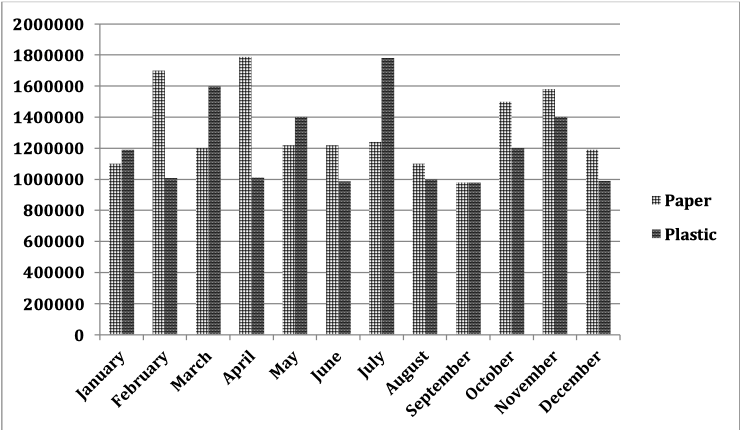 2000000
1800000
1600000
1400000
1200000
1000000
800000
600000
400000
200000
0
January
February
March
April
May
June
July
August
September
October
November
December
Paper
Plastic